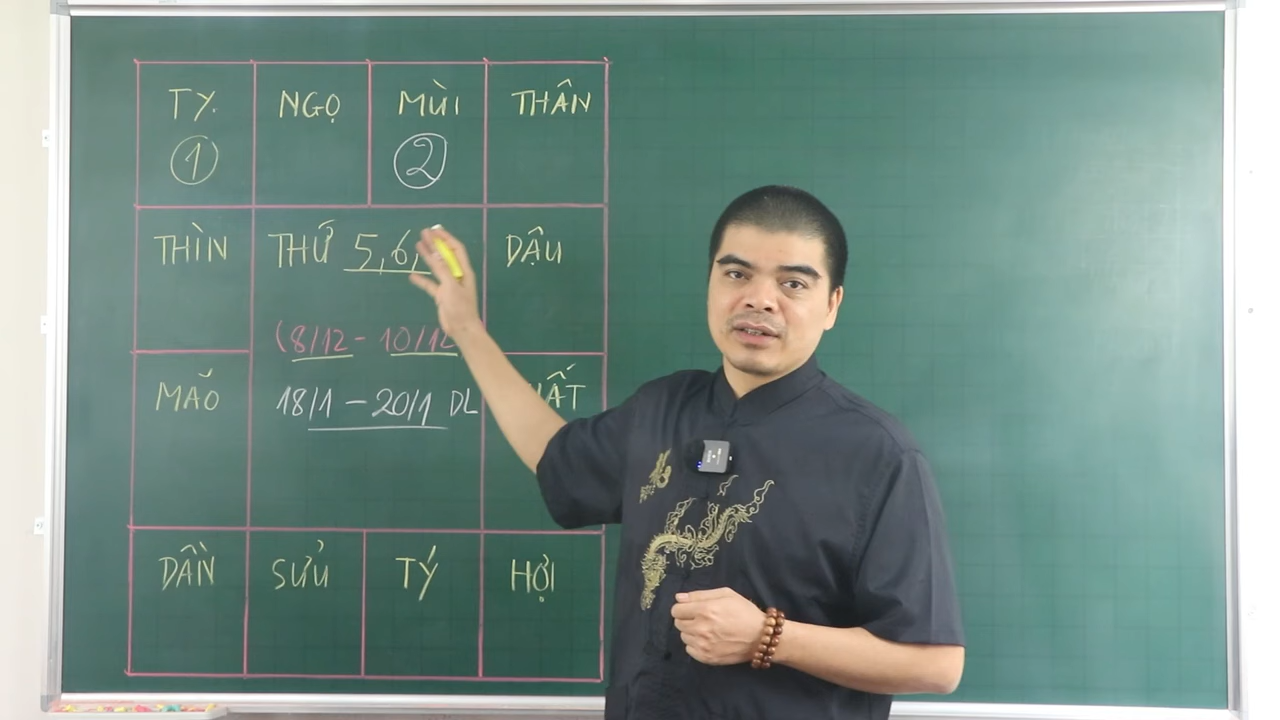 TỴ NGỌ MÙI THÂN
① ②
THÌN THỨ 5,6, DẬU
(8/12 - 10/12
MÃO 18/1 - 20/1 DL
DẦN SỬU TÝ HỢI